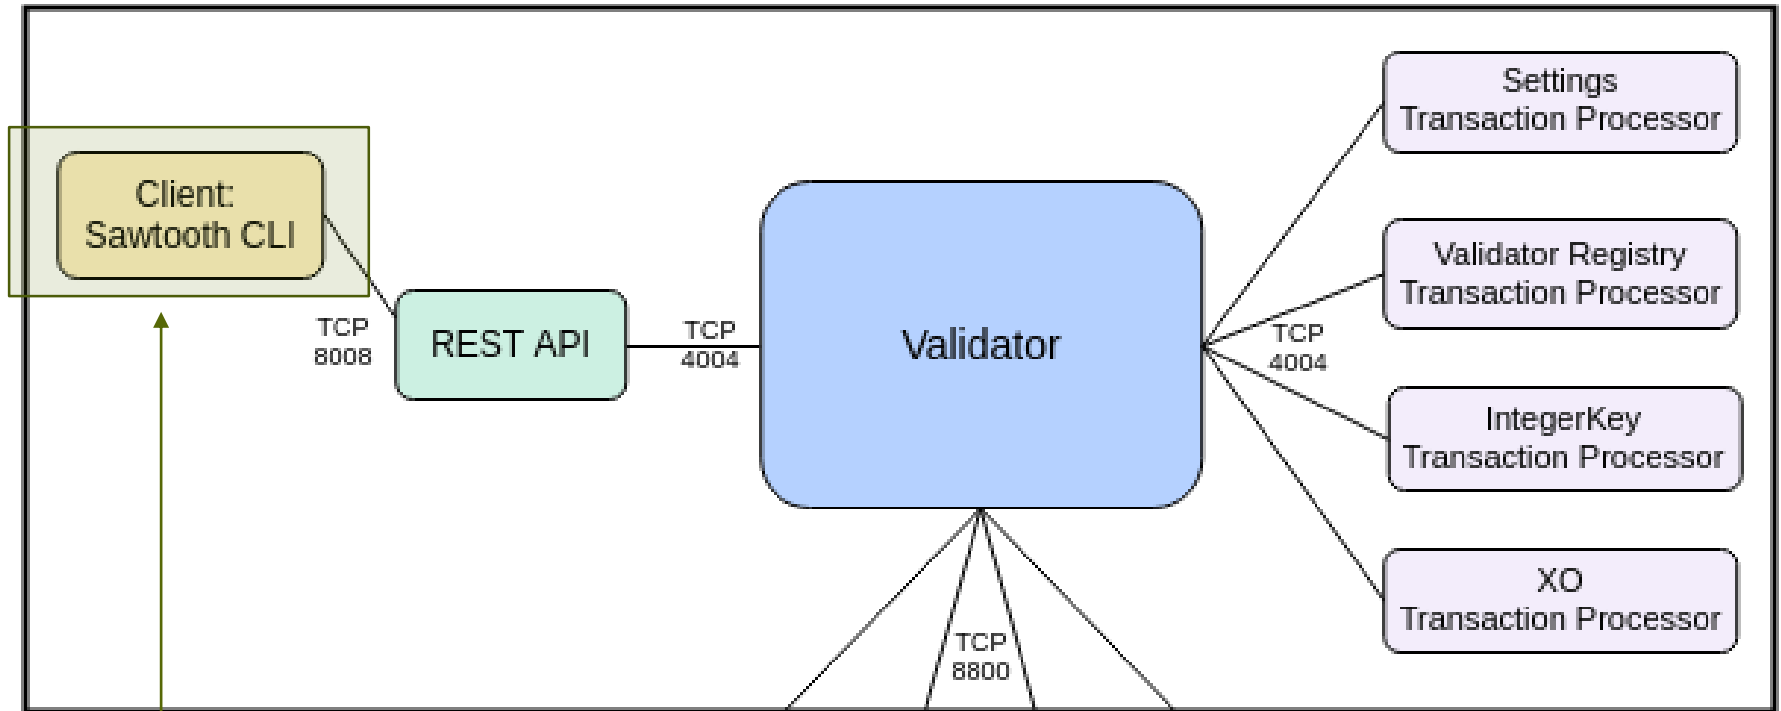 Client:
Sawtooth CLI
TCP
8008
REST API
TCP
4004
Validator
TCP
8800
TCP
4004
Settings
Transaction Processor
Validator Registry
Transaction Processor
IntegerKey
Transaction Processor
XO
Transaction Processor